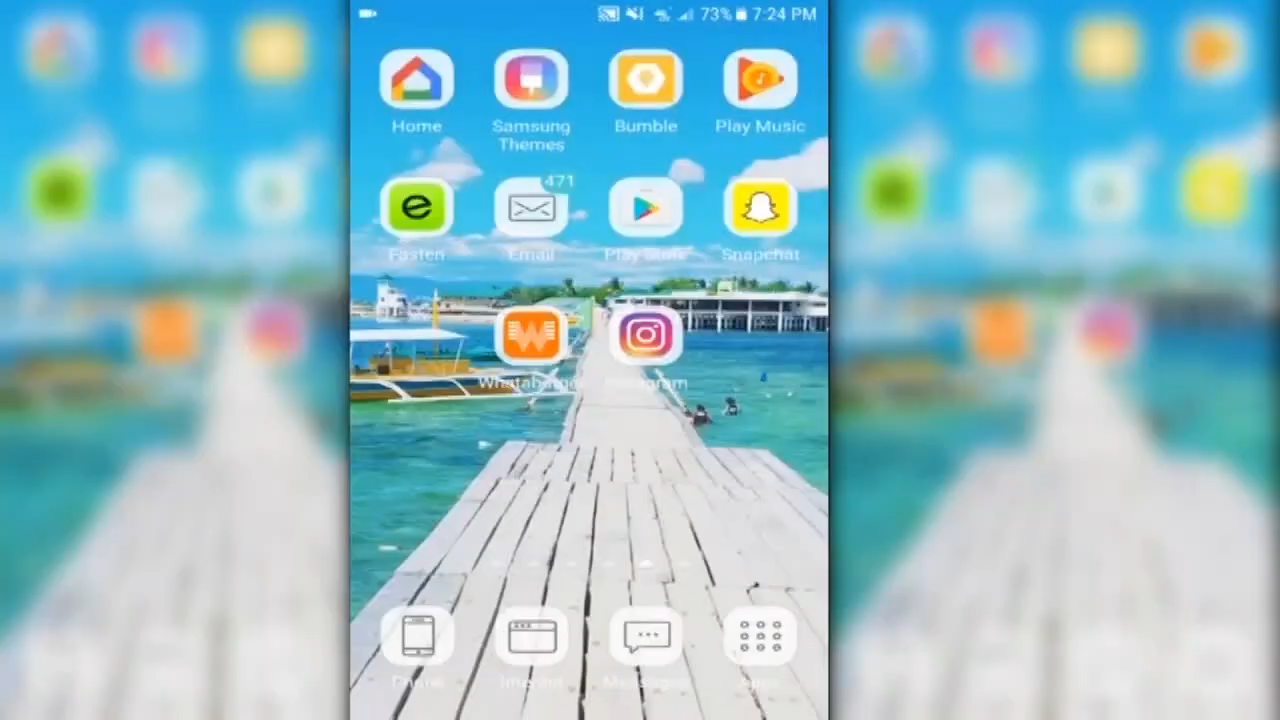 73% 7:24 PM
Home
Samsung
Themes
Bumble
Play Music
471
Fasten
Email
Play Store
Snapchat
Whataburger
Instagram
Phone
Internet
Messages
Apps